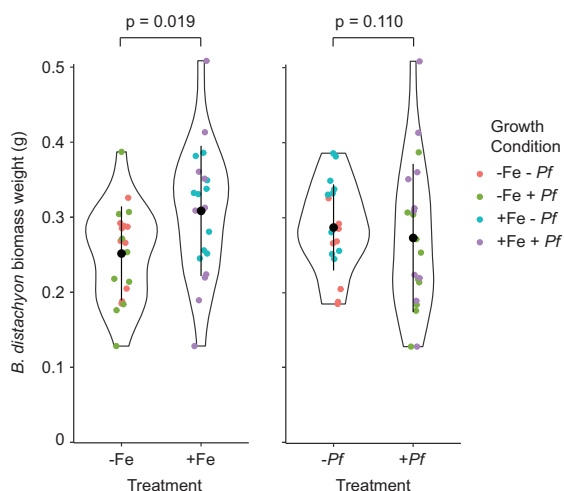 p = 0.019
p = 0.110
B. distachyon biomass weight (g)
0.5
0.4
0.3
0.2
0.1
0
-Fe
+Fe
Treatment
-Pf
+Pf
Treatment
Growth
Condition
-Fe - Pf
-Fe + Pf
+Fe - Pf
+Fe + Pf